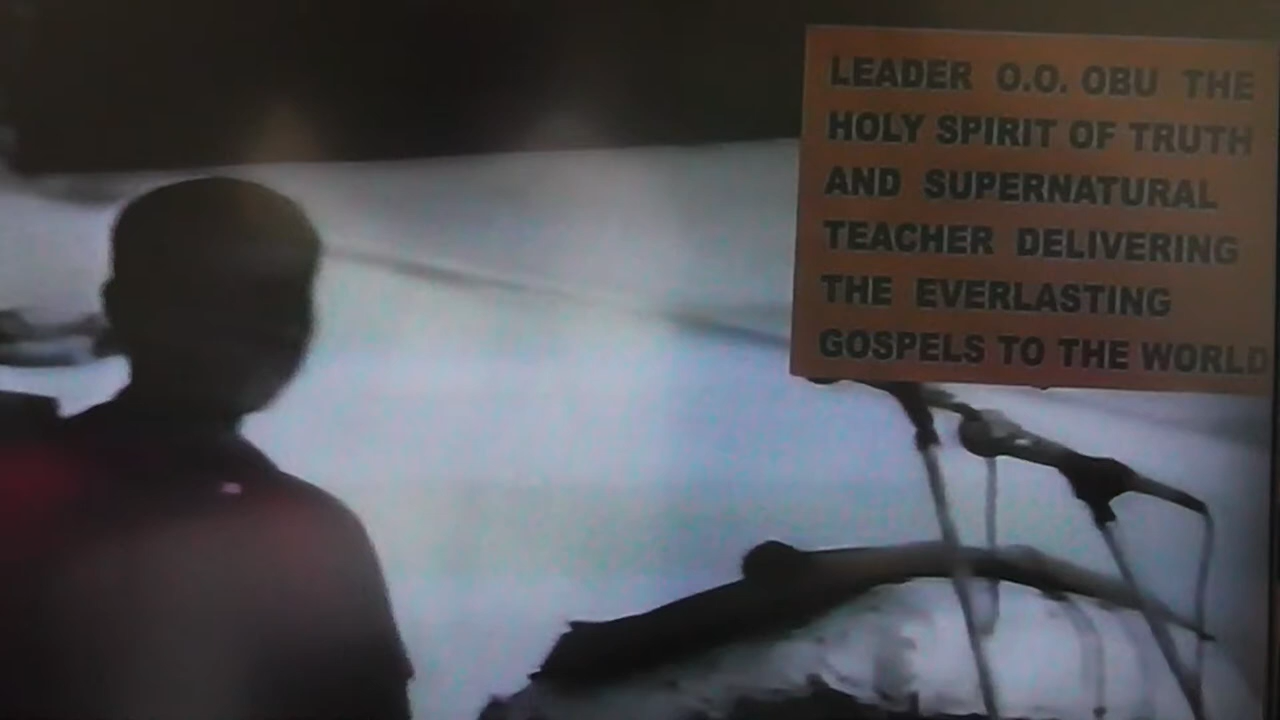 LEADER O.O. OBU THE
HOLY SPIRIT OF TRUTH
AND SUPERNATURAL
TEACHER DELIVERING
THE EVERLASTING
GOSPELS TO THE WORLD